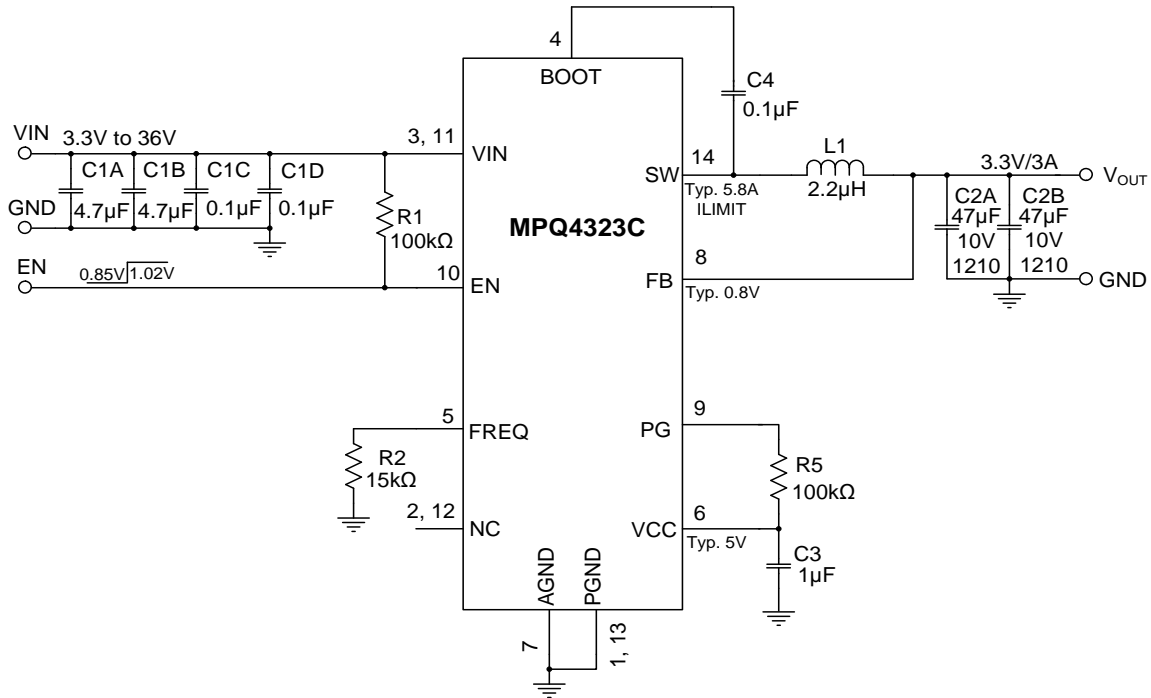 4
BOOT
C4
0.1µF
VIN
3.3V to 36V
3, 11
VIN
C1A
C1B
C1C
C1D
4.7µF
4.7µF
0.1µF
0.1µF
GND
R1
100kΩ
EN
0.85V
1.02V
10
EN
MPQ4323C
14
SW
Typ. 5.8A
ILIMIT
L1
2.2µH
3.3V/3A
VOUT
C2A
47µF
10V
1210
C2B
47µF
10V
1210
GND
8
FB
Typ. 0.8V
5
FREQ
R2
15kΩ
9
PG
R5
100kΩ
2, 12
NC
6
VCC
Typ. 5V
C3
1µF
AGND
PGND
7
1, 13